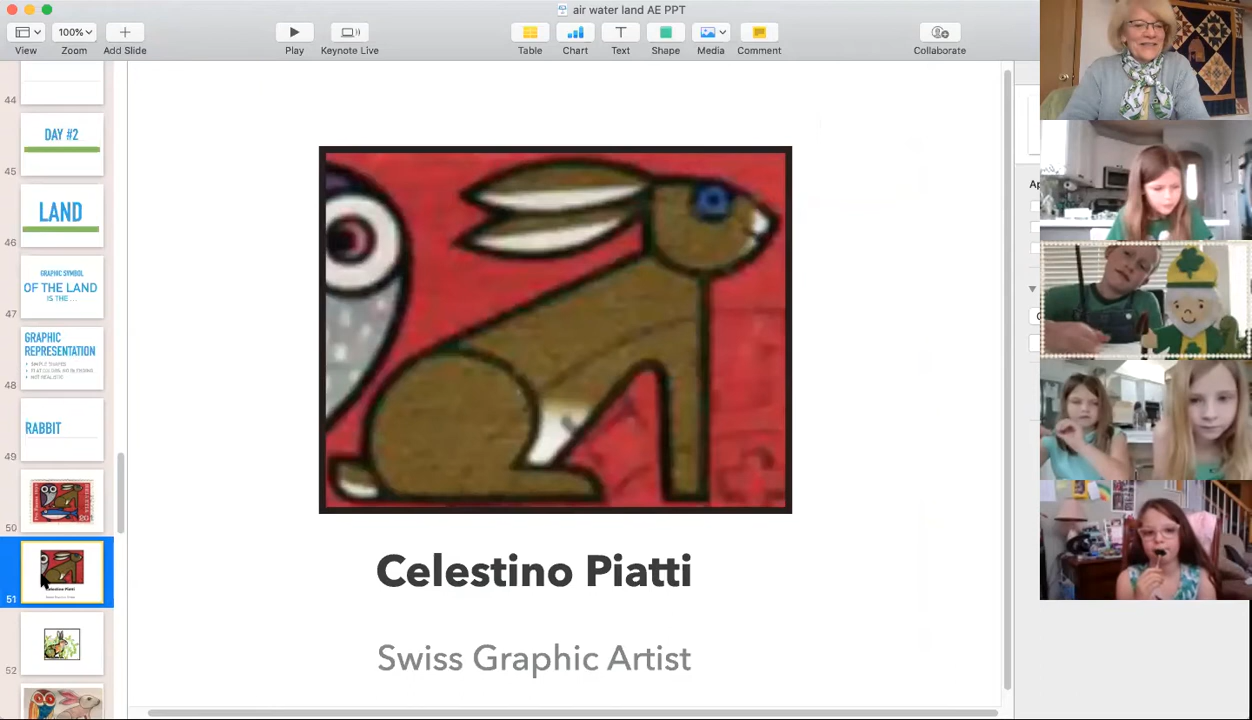 air water land AE PPT
100%
View
Zoom
Add Slide
Play
Keynote Live
Table
Chart
Text
Shape
Media
Comment
Collaborate
44
DAY #2
45
LAND
46
GRAPHIC SYMBOL
OF THE LAND
IS THE ...
47
GRAPHIC
REPRESENTATION
48
RABBIT
49
50
51
52
Celestino Piatti
Swiss Graphic Artist